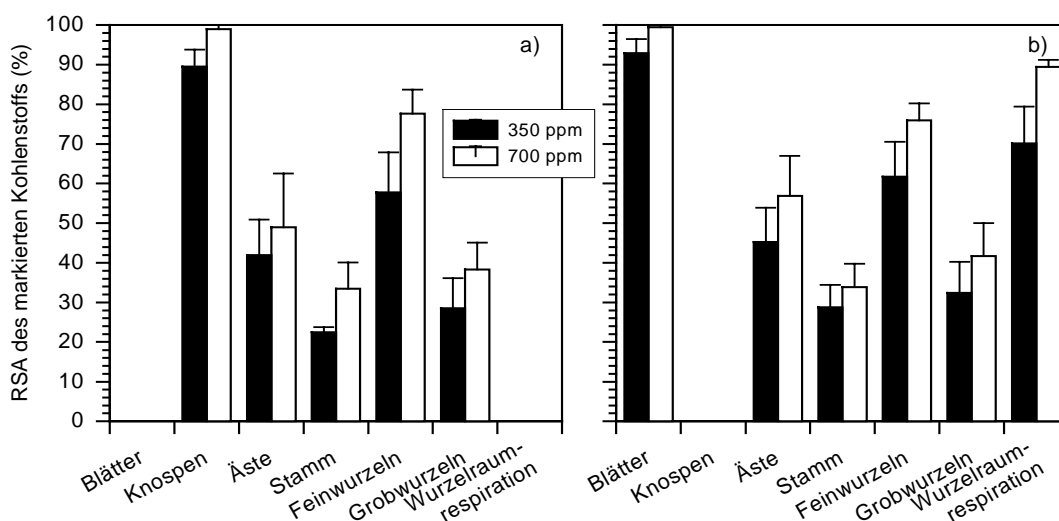 RSA des markierten Kohlenstoffs (%)
100
90
80
70
60
50
40
30
20
10
0
a)
b)
350 ppm
700 ppm
Blätter
Knospen
Äste
Stamm
Feinwurzeln
Grobwurzeln
Wurzelraum-
respiration
Blätter
Knospen
Äste
Stamm
Feinwurzeln
Grobwurzeln
Wurzelraum-
respiration